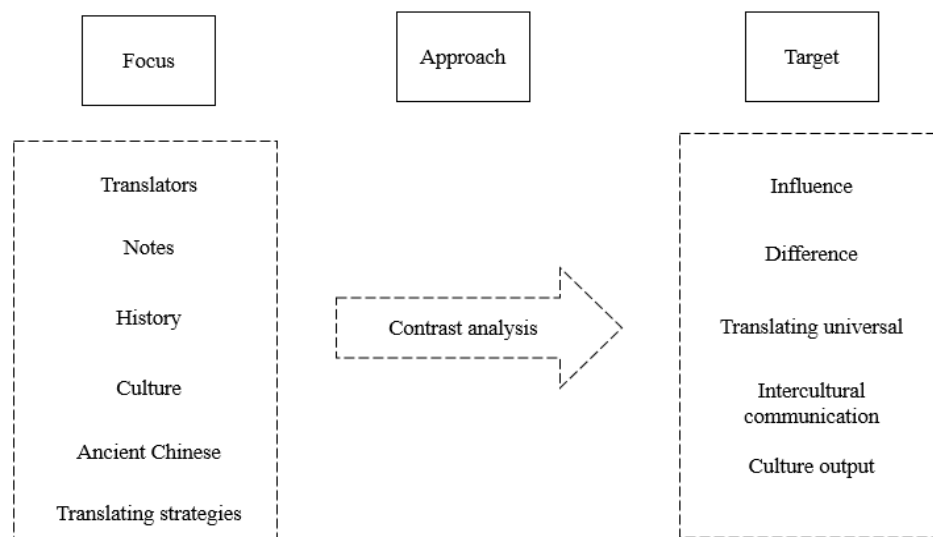 Focus
Approach
Target
Translators
Notes
History
Culture
Ancient Chinese
Translating strategies
Contrast analysis
Influence
Difference
Translating universal
Intercultural
communication
Culture output